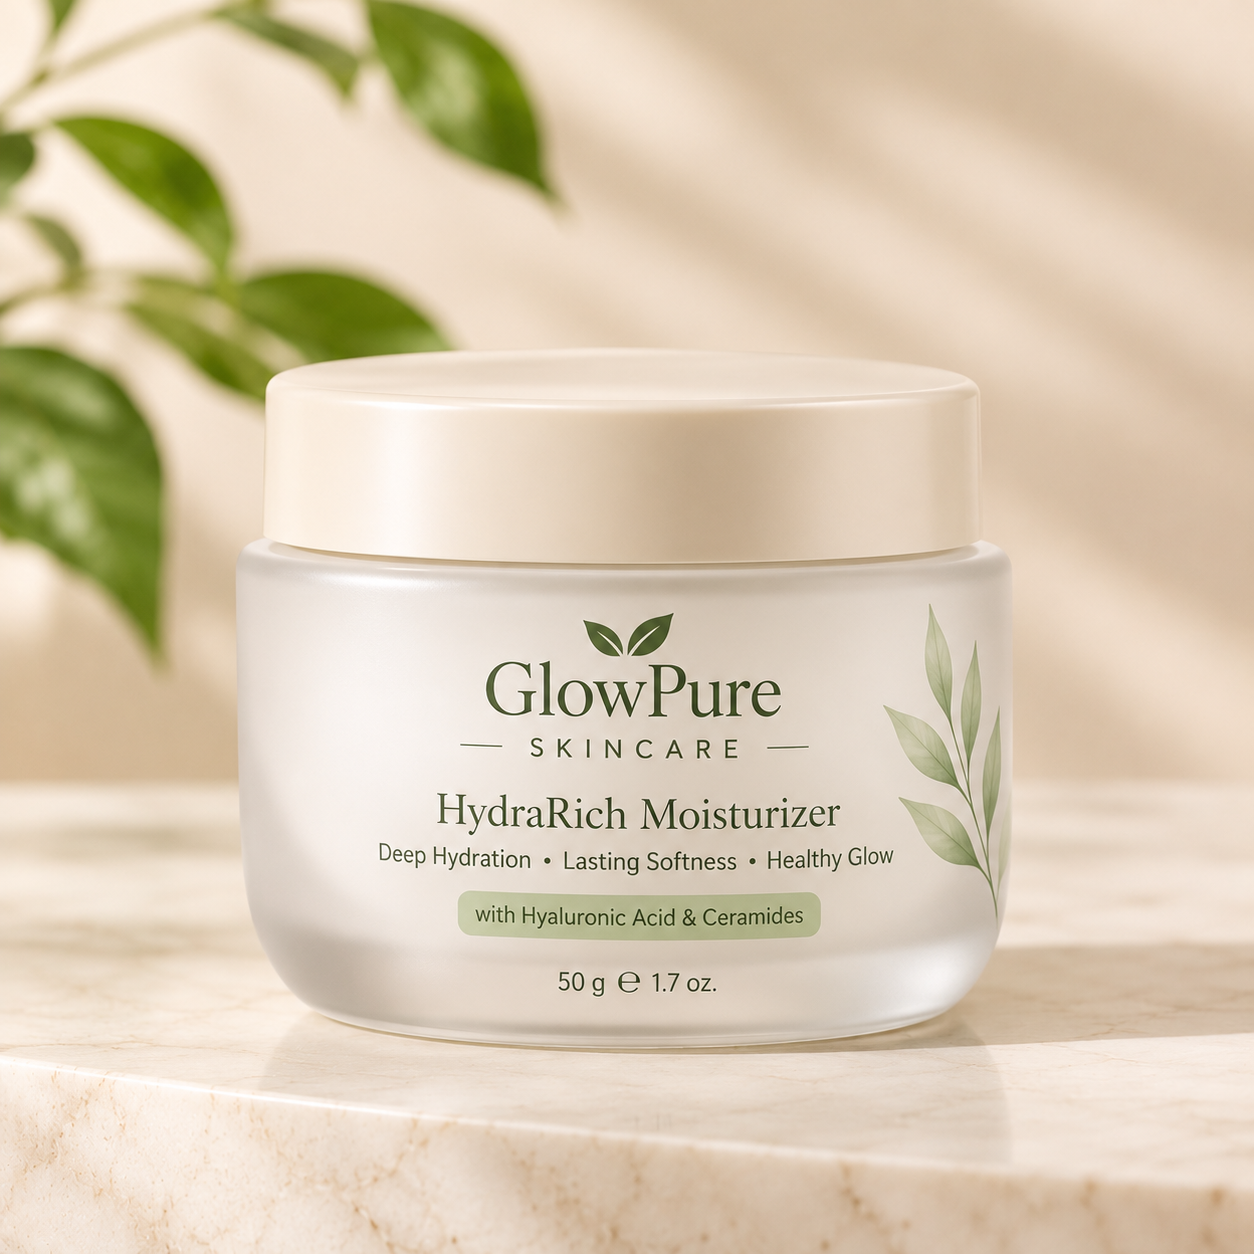 GlowPure
SKINCARE
HydraRich Moisturizer
Deep Hydration • Lasting Softness • Healthy Glow
with Hyaluronic Acid & Ceramides
50 g ℮ 1.7 oz.